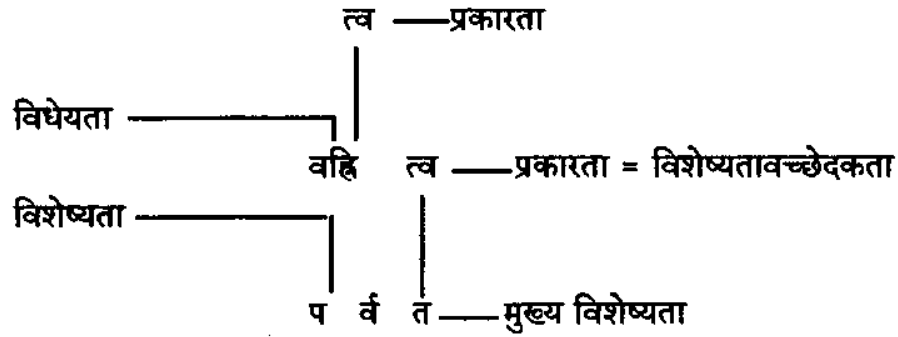 त्व प्रकारता
विधेयता
वह्नि त्व प्रकारता = विशेष्यतावच्छेदकता
विशेष्यता
प र्व त मुख्य विशेष्यता